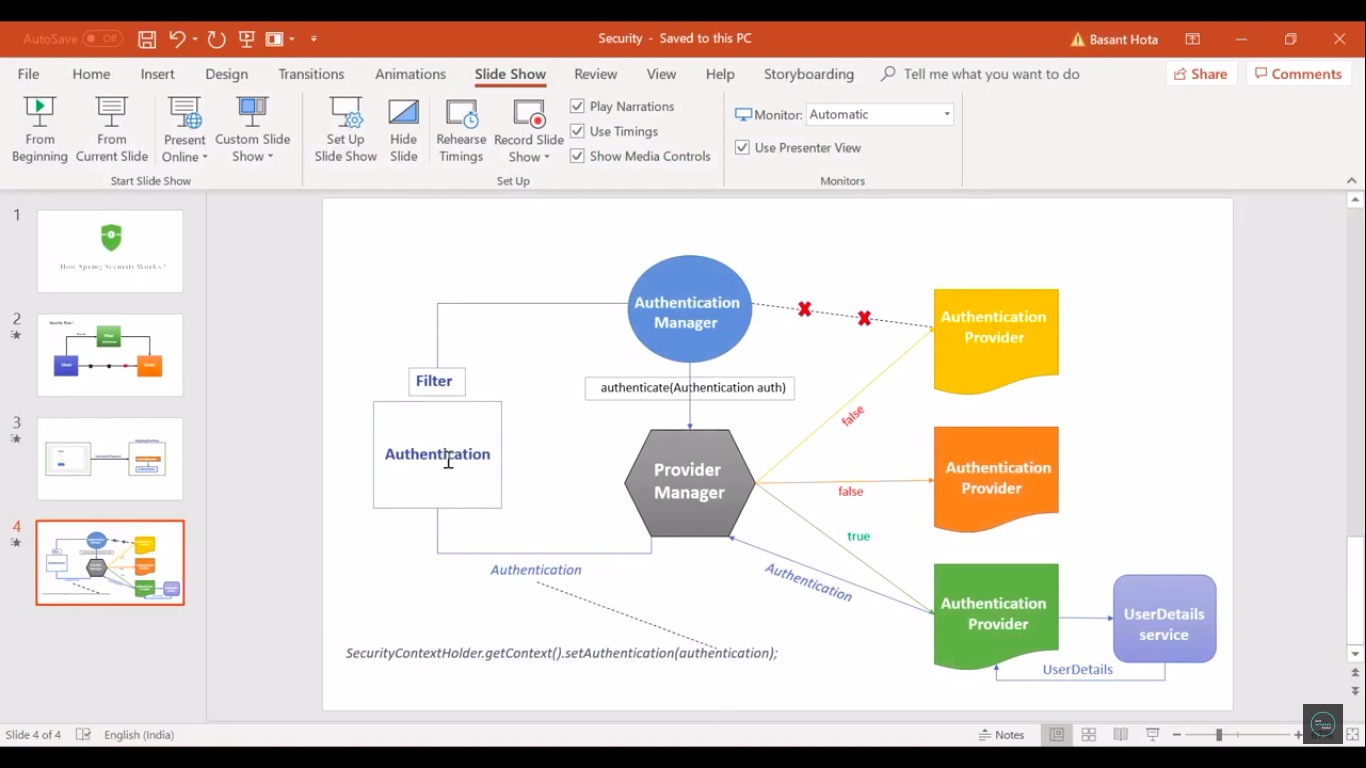 AutoSave Off
Security - Saved to this PC
Basant Hota
File Home Insert Design Transitions Animations Slide Show Review View Help Storyboarding Tell me what you want to do Share Comments
From Beginning
From Current Slide
Present Online
Custom Slide Show
Start Slide Show
Set Up Slide Show
Hide Slide
Rehearse Timings
Record Slide Show
Play Narrations
Use Timings
Show Media Controls
Set Up
Monitor: Automatic
Use Presenter View
Monitors
1
How Spring Security Works?
2
3
4
Authentication
Manager
Authentication
Provider
Filter
authenticate(Authentication auth)
false
Authentication
Provider
Manager
Authentication
Provider
false
true
Authentication
Authentication
Authentication
Provider
UserDetails
service
UserDetails
SecurityContextHolder.getContext().setAuthentication(authentication);
Slide 4 of 4 English (India)
Notes